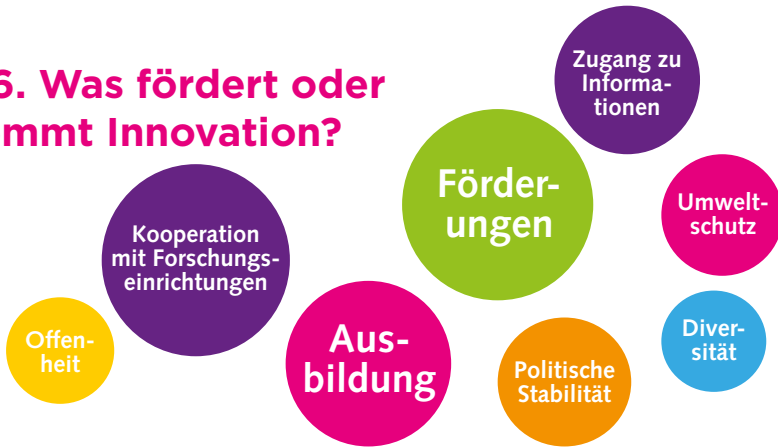 6. Was fördert oder
mmt Innovation?
Zugang zu
Informa-
tionen
Förder-
ungen
Umwelt-
schutz
Kooperation
mit Forschungs-
einrichtungen
Offen-
heit
Aus-
bildung
Politische
Stabilität
Diver-
sität